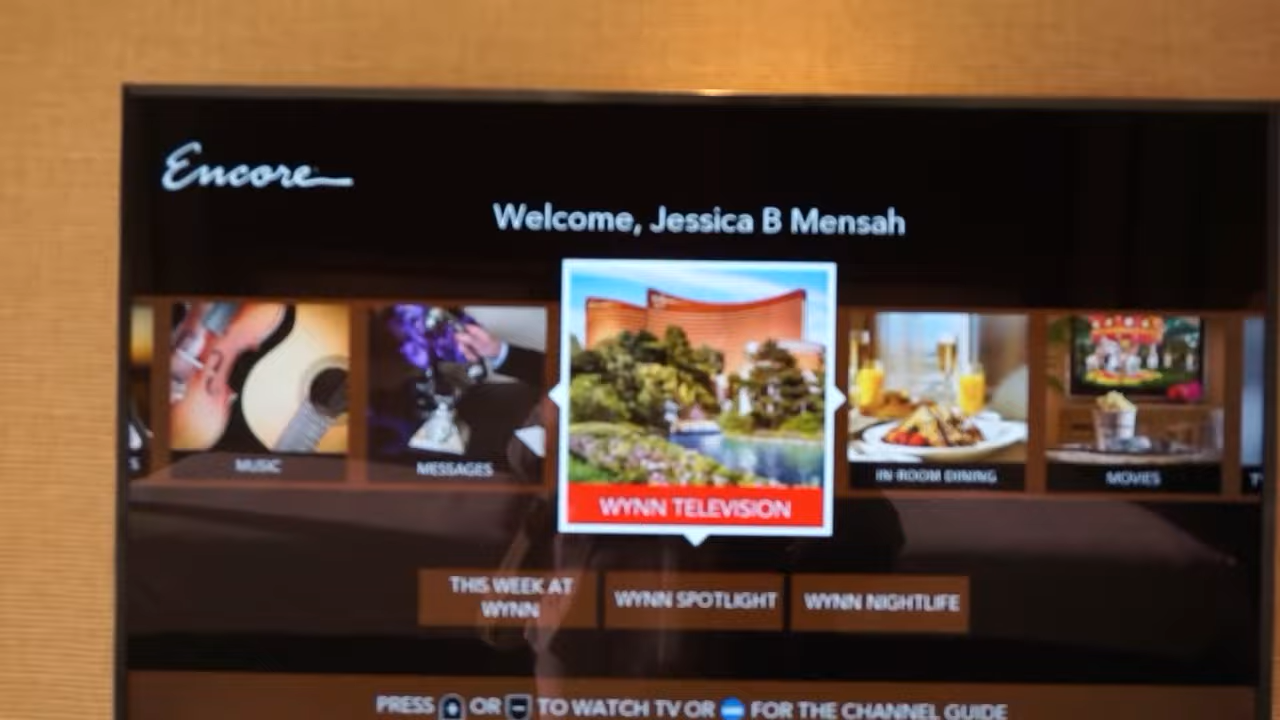 Encore
Welcome, Jessica B Mensah
MUSIC
MESSAGES
WYNN TELEVISION
IN-ROOM DINING
MOVIES
THIS WEEK AT
WYNN
WYNN SPOTLIGHT
WYNN NIGHTLIFE
PRESS OR TO WATCH TV OR FOR THE CHANNEL GUIDE